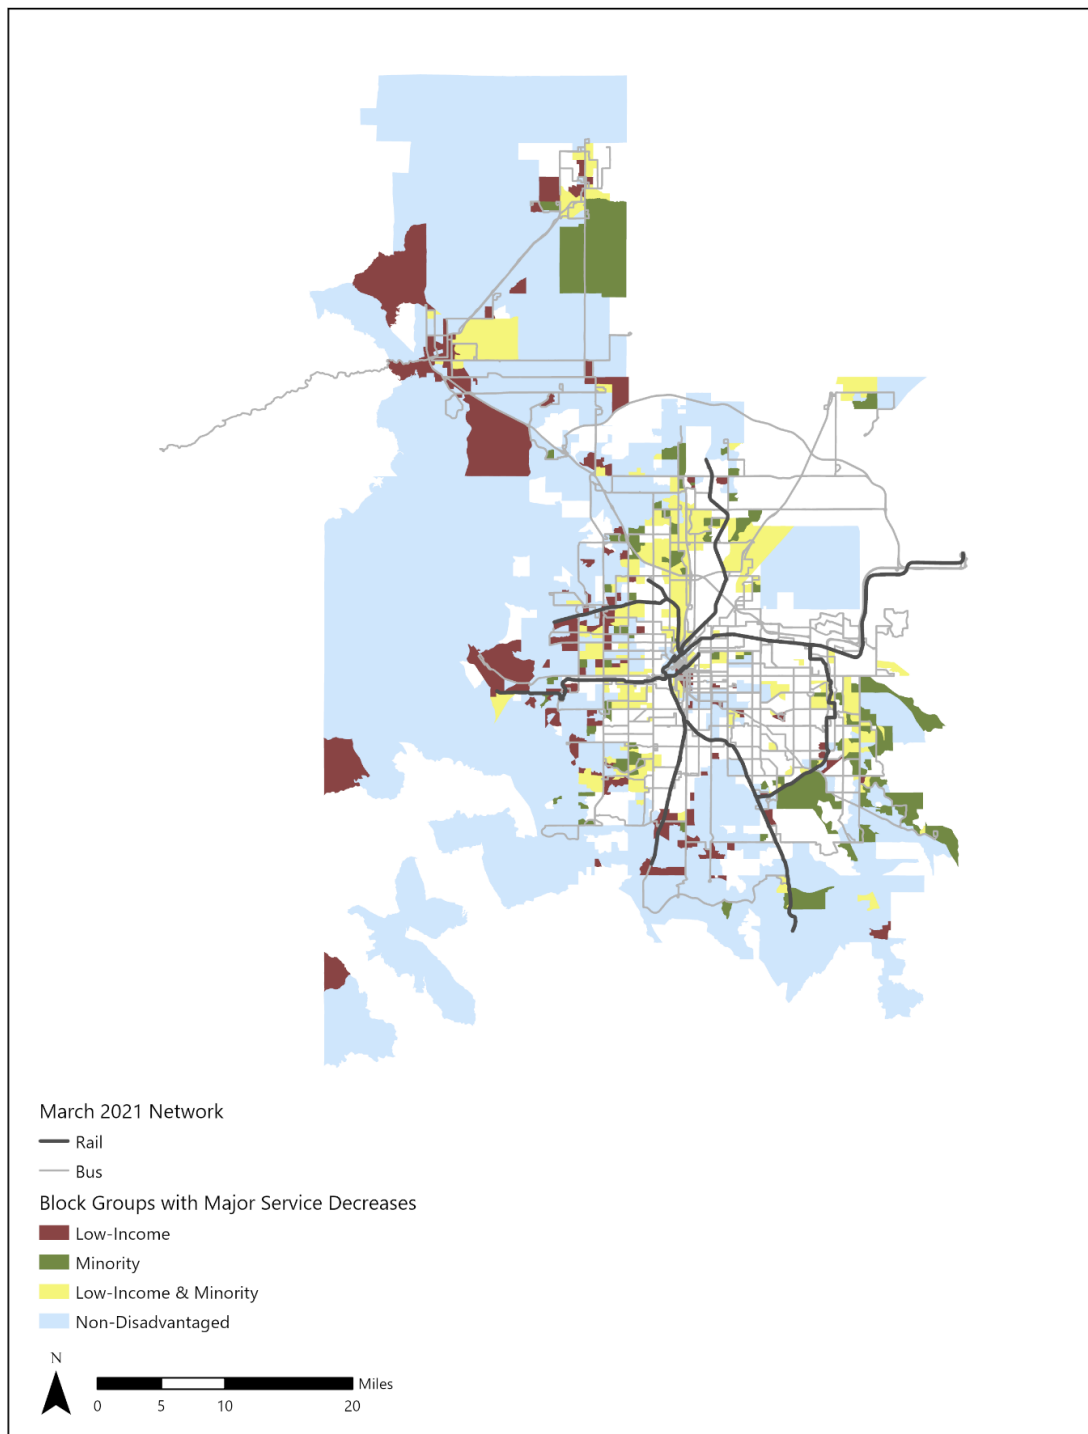 March 2021 Network
Rail
Bus
Block Groups with Major Service Decreases
Low-Income
Minority
Low-Income & Minority
Non-Disadvantaged
N
Miles
0 5 10 20